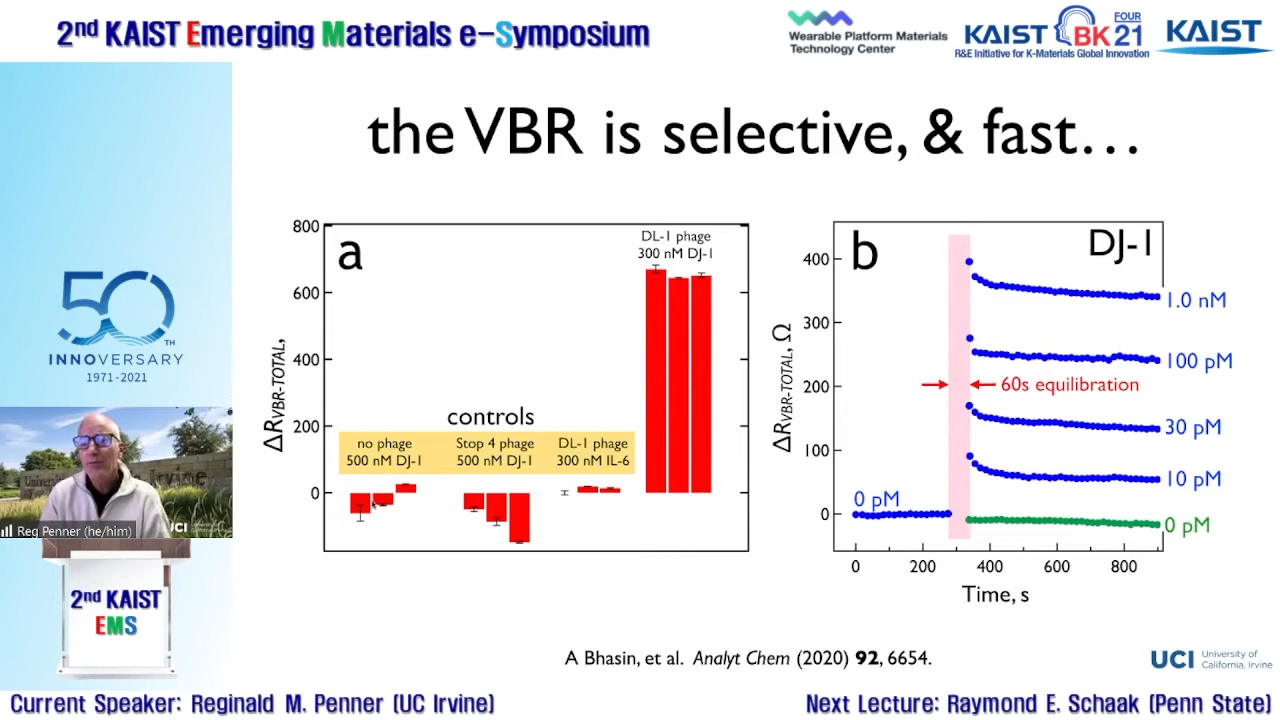 2nd KAIST Emerging Materials e-Symposium
Wearable Platform Materials
Technology Center
KAIST BK21
FOUR
R&E Initiative for K-Materials Global Innovation
KAIST
the VBR is selective, & fast…
50TH
INNOVERSARY
1971-2021
Reg Penner (he/him)
UCI
2nd KAIST
EMS
a
ΔRVBR-TOTAL,
800
600
400
200
0
controls
no phage
500 nM DJ-1
Stop 4 phage
500 nM DJ-1
DL-1 phage
300 nM IL-6
DL-1 phage
300 nM DJ-1
b
DJ-1
ΔRVBR-TOTAL, Ω
400
300
200
100
0
1.0 nM
100 pM
60s equilibration
30 pM
10 pM
0 pM
0 pM
0 200 400 600 800
Time, s
A Bhasin, et al. Analyt Chem (2020) 92, 6654.
UCI University of
California, Irvine
Current Speaker: Reginald M. Penner (UC Irvine)
Next Lecture: Raymond E. Schaak (Penn State)